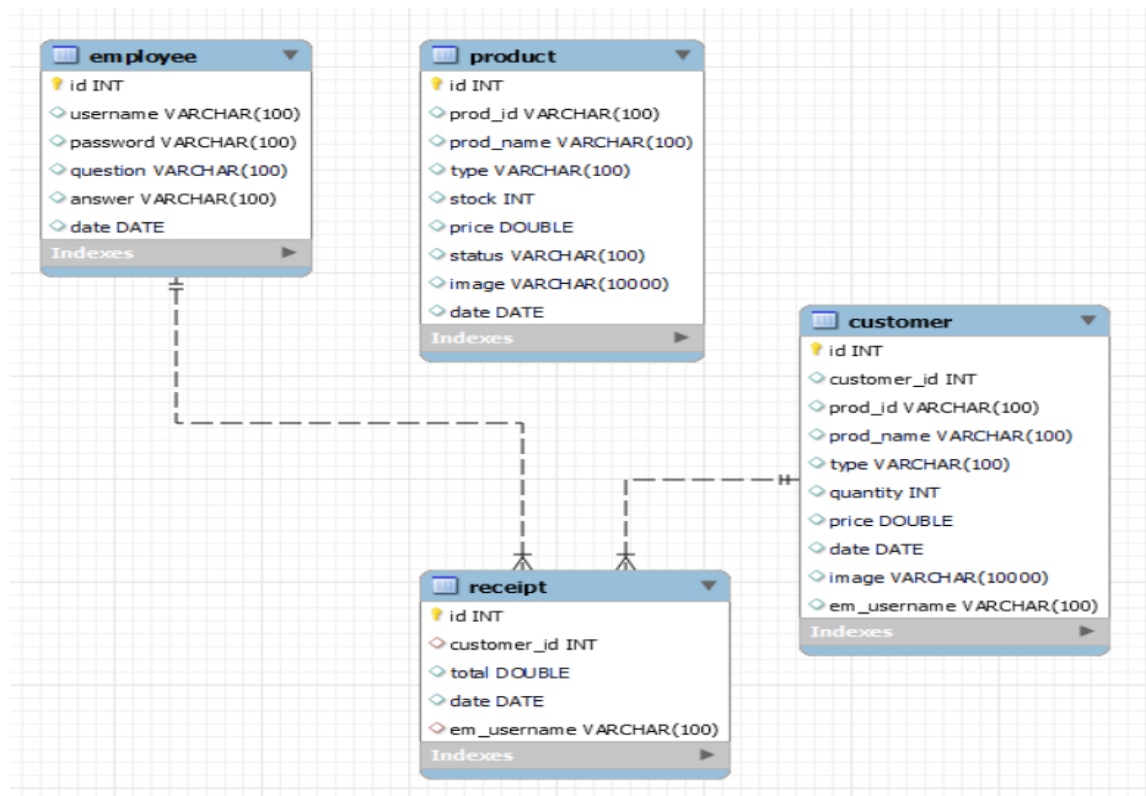 employee
id INT
username VARCHAR(100)
password VARCHAR(100)
question VARCHAR(100)
answer VARCHAR(100)
date DATE
Indexes
product
id INT
prod_id VARCHAR(100)
prod_name VARCHAR(100)
type VARCHAR(100)
stock INT
price DOUBLE
status VARCHAR(100)
image VARCHAR(10000)
date DATE
Indexes
customer
id INT
customer_id INT
prod_id VARCHAR(100)
prod_name VARCHAR(100)
type VARCHAR(100)
quantity INT
price DOUBLE
date DATE
image VARCHAR(10000)
em_username VARCHAR(100)
Indexes
receipt
id INT
customer_id INT
total DOUBLE
date DATE
em_username VARCHAR(100)
Indexes